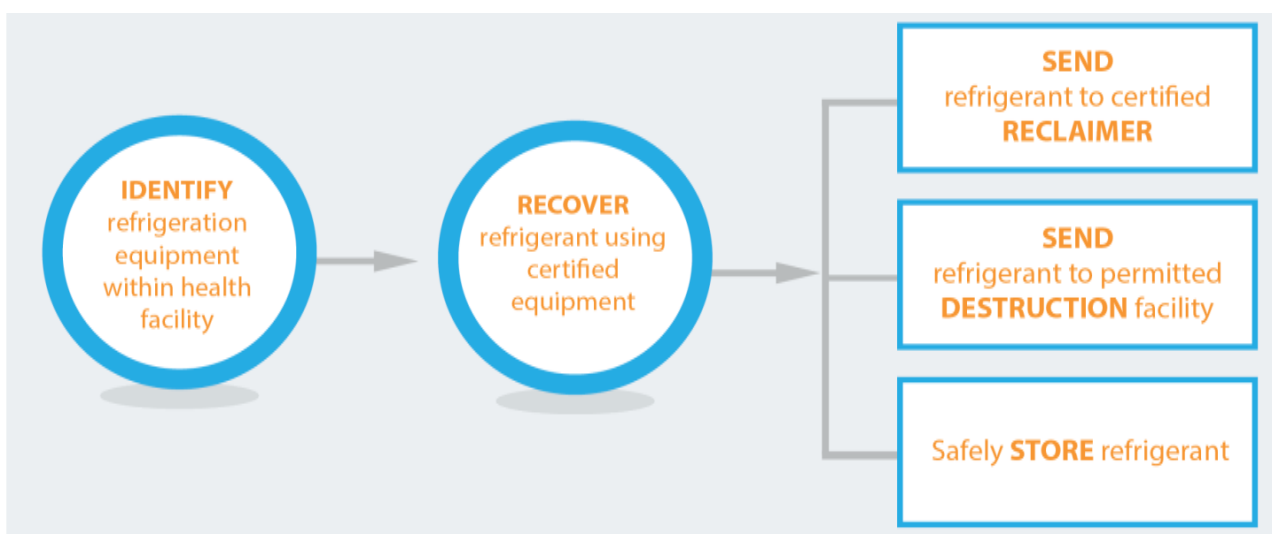 IDENTIFY
refrigeration
equipment
within health
facility
RECOVER
refrigerant using
certified
equipment
SEND
refrigerant to certified
RECLAIMER
SEND
refrigerant to permitted
DESTRUCTION facility
Safely STORE refrigerant